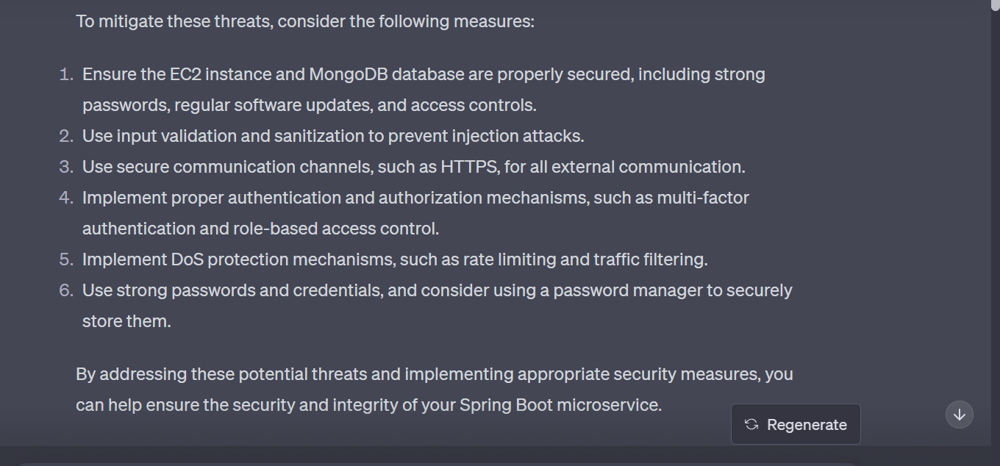 To mitigate these threats, consider the following measures:
1. Ensure the EC2 instance and MongoDB database are properly secured, including strong
passwords, regular software updates, and access controls.
2. Use input validation and sanitization to prevent injection attacks.
3. Use secure communication channels, such as HTTPS, for all external communication.
4. Implement proper authentication and authorization mechanisms, such as multi-factor
authentication and role-based access control.
5. Implement DoS protection mechanisms, such as rate limiting and traffic filtering.
6. Use strong passwords and credentials, and consider using a password manager to securely
store them.
By addressing these potential threats and implementing appropriate security measures, you
can help ensure the security and integrity of your Spring Boot microservice.
Regenerate